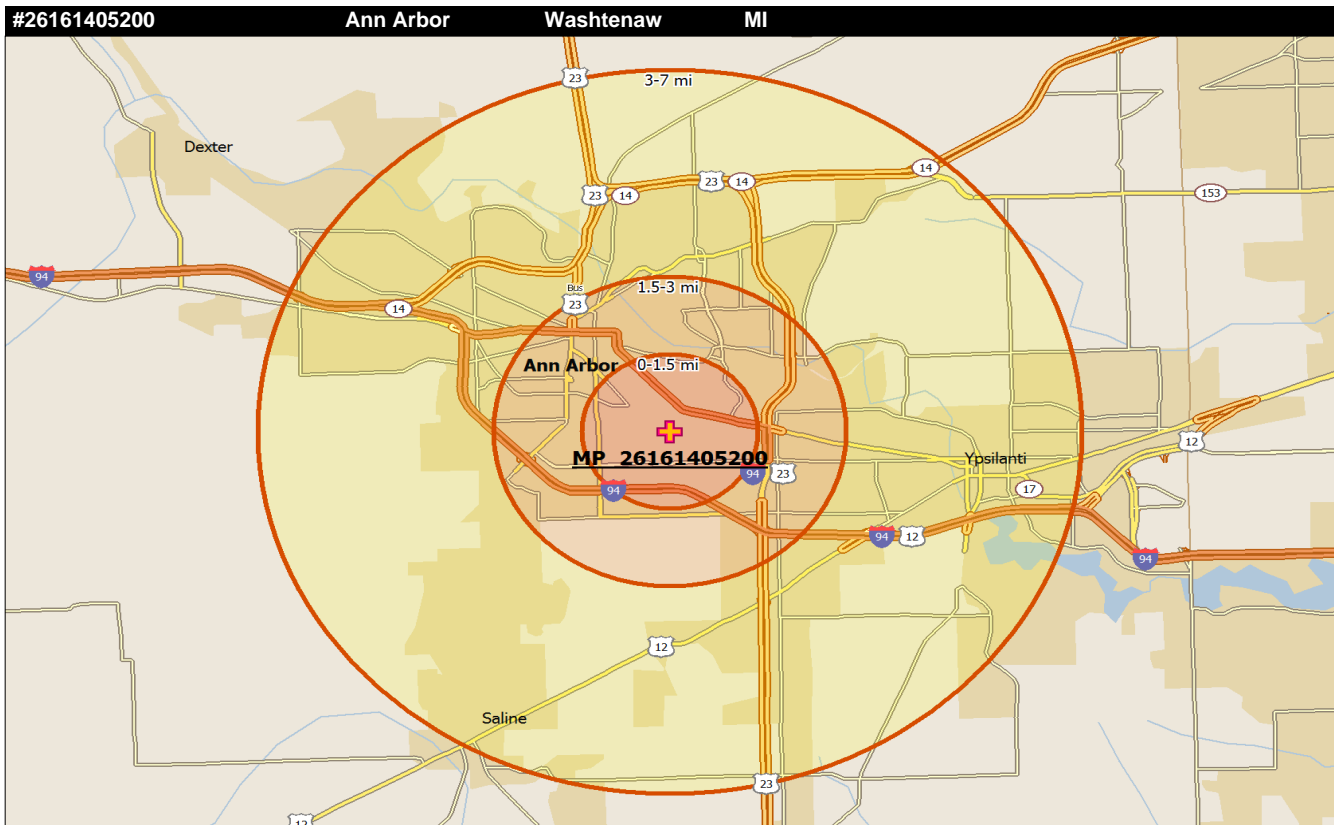 #26161405200 Ann Arbor Washtenaw MI
23
3-7 mi
Dexter
14
23
14
23
14
153
94
Bus
23
1.5-3 mi
14
Ann Arbor
0-1.5 mi
12
MP 26161405200
Ypsilanti
94
23
94
17
94
12
94
12
Saline
23
12